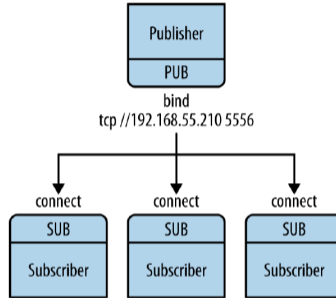 Publisher
PUB
bind
tcp //192.168.55.210 5556
connect connect connect
SUB SUB SUB
Subscriber Subscriber Subscriber